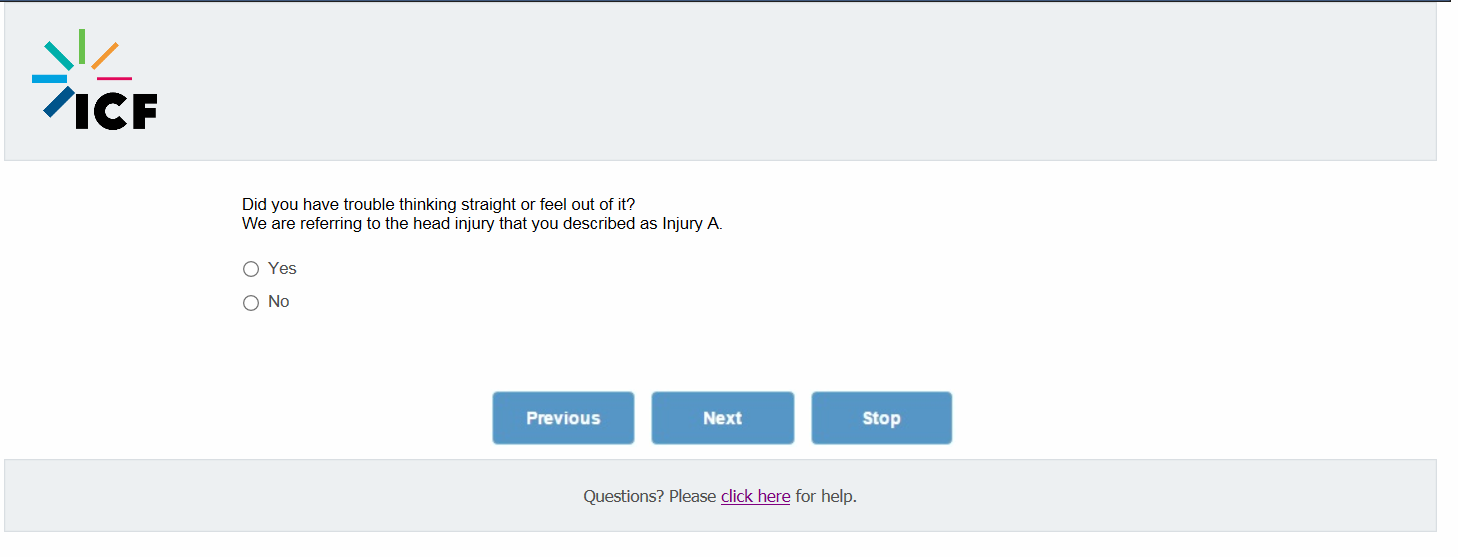 ICF
Did you have trouble thinking straight or feel out of it?
We are referring to the head injury that you described as Injury A.
Yes
No
Previous
Next
Stop
Questions? Please click here for help.